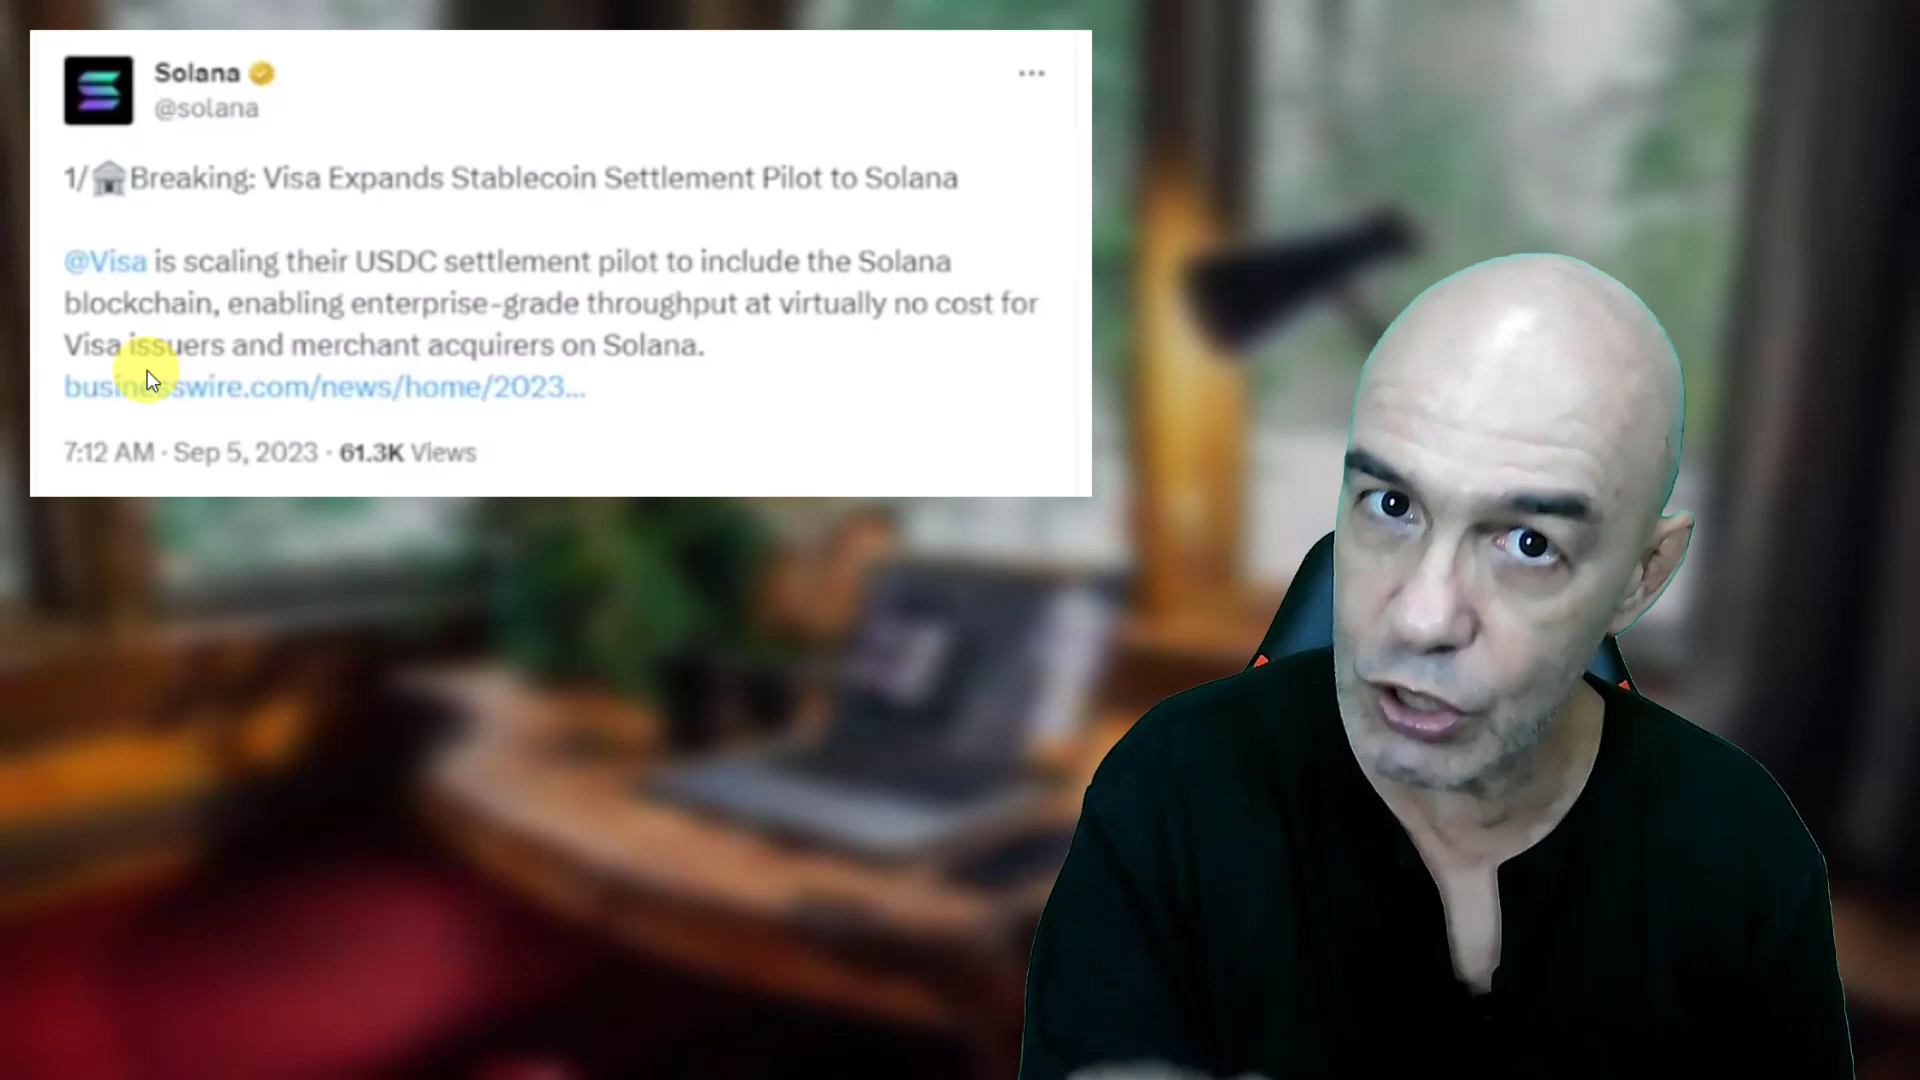 Solana
@solana
1/🏛Breaking: Visa Expands Stablecoin Settlement Pilot to Solana
@Visa is scaling their USDC settlement pilot to include the Solana
blockchain, enabling enterprise-grade throughput at virtually no cost for
Visa issuers and merchant acquirers on Solana.
businesswire.com/news/home/2023...
7:12 AM · Sep 5, 2023 · 61.3K Views